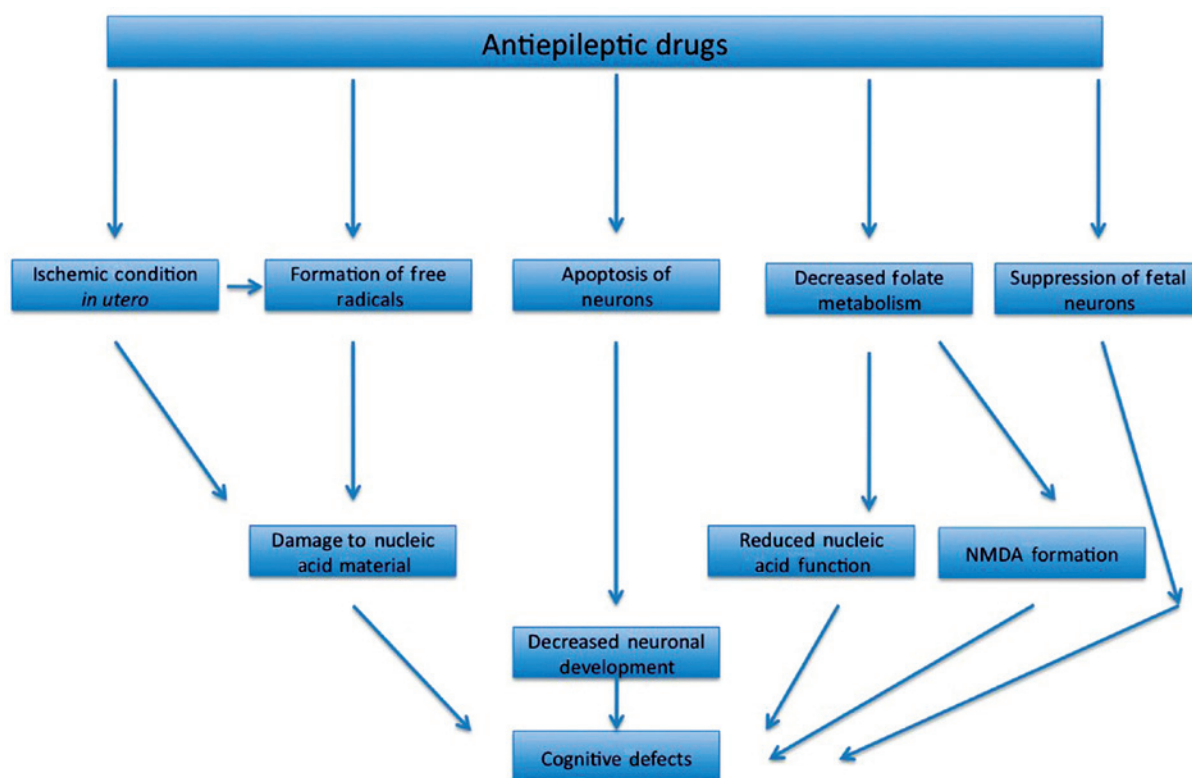 Antiepileptic drugs
Ischemic condition
in utero
Formation of free
radicals
Apoptosis of
neurons
Decreased folate
metabolism
Suppression of fetal
neurons
Damage to nucleic
acid material
Reduced nucleic
acid function
NMDA formation
Decreased neuronal
development
Cognitive defects